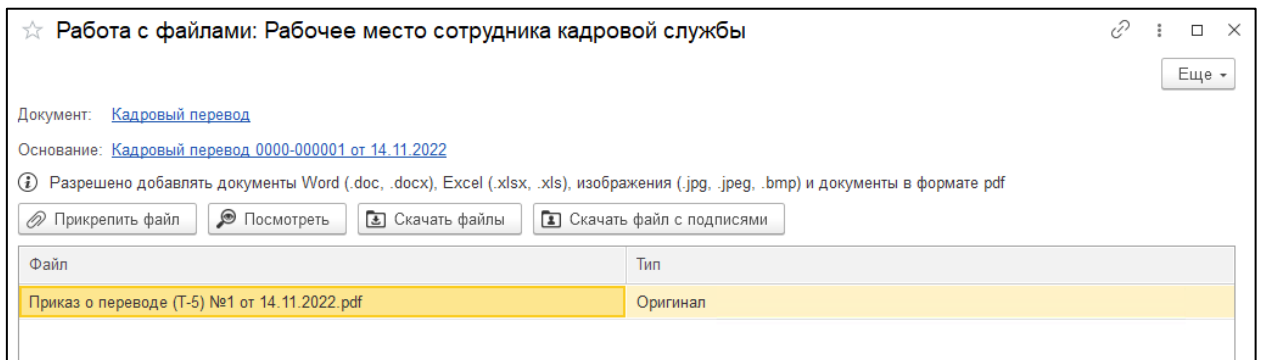 Работа с файлами: Рабочее место сотрудника кадровой службы
Еще
Документ: Кадровый перевод
Основание: Кадровый перевод 0000-000001 от 14.11.2022
Разрешено добавлять документы Word (.doc, .docx), Excel (.xlsx, .xls), изображения (.jpg, .jpeg, .bmp) и документы в формате pdf
Прикрепить файл Посмотреть Скачать файлы Скачать файл с подписями
Файл Тип
Приказ о переводе (Т-5) №1 от 14.11.2022.pdf Оригинал